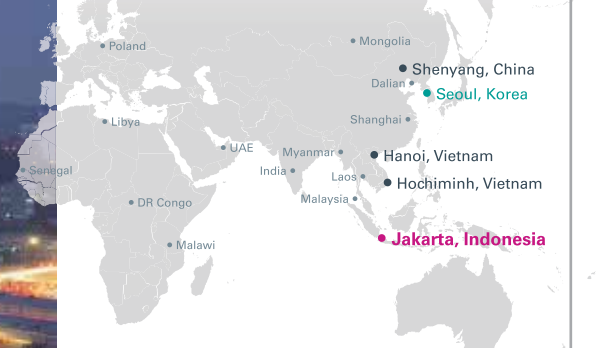 Mongolia
Poland
Shenyang, China
Dalian
Seoul, Korea
Shanghai
Libya
UAE
Myanmar
Hanoi, Vietnam
Senegal
India
Laos
Hochiminh, Vietnam
Malaysia
DR Congo
Jakarta, Indonesia
Malawi